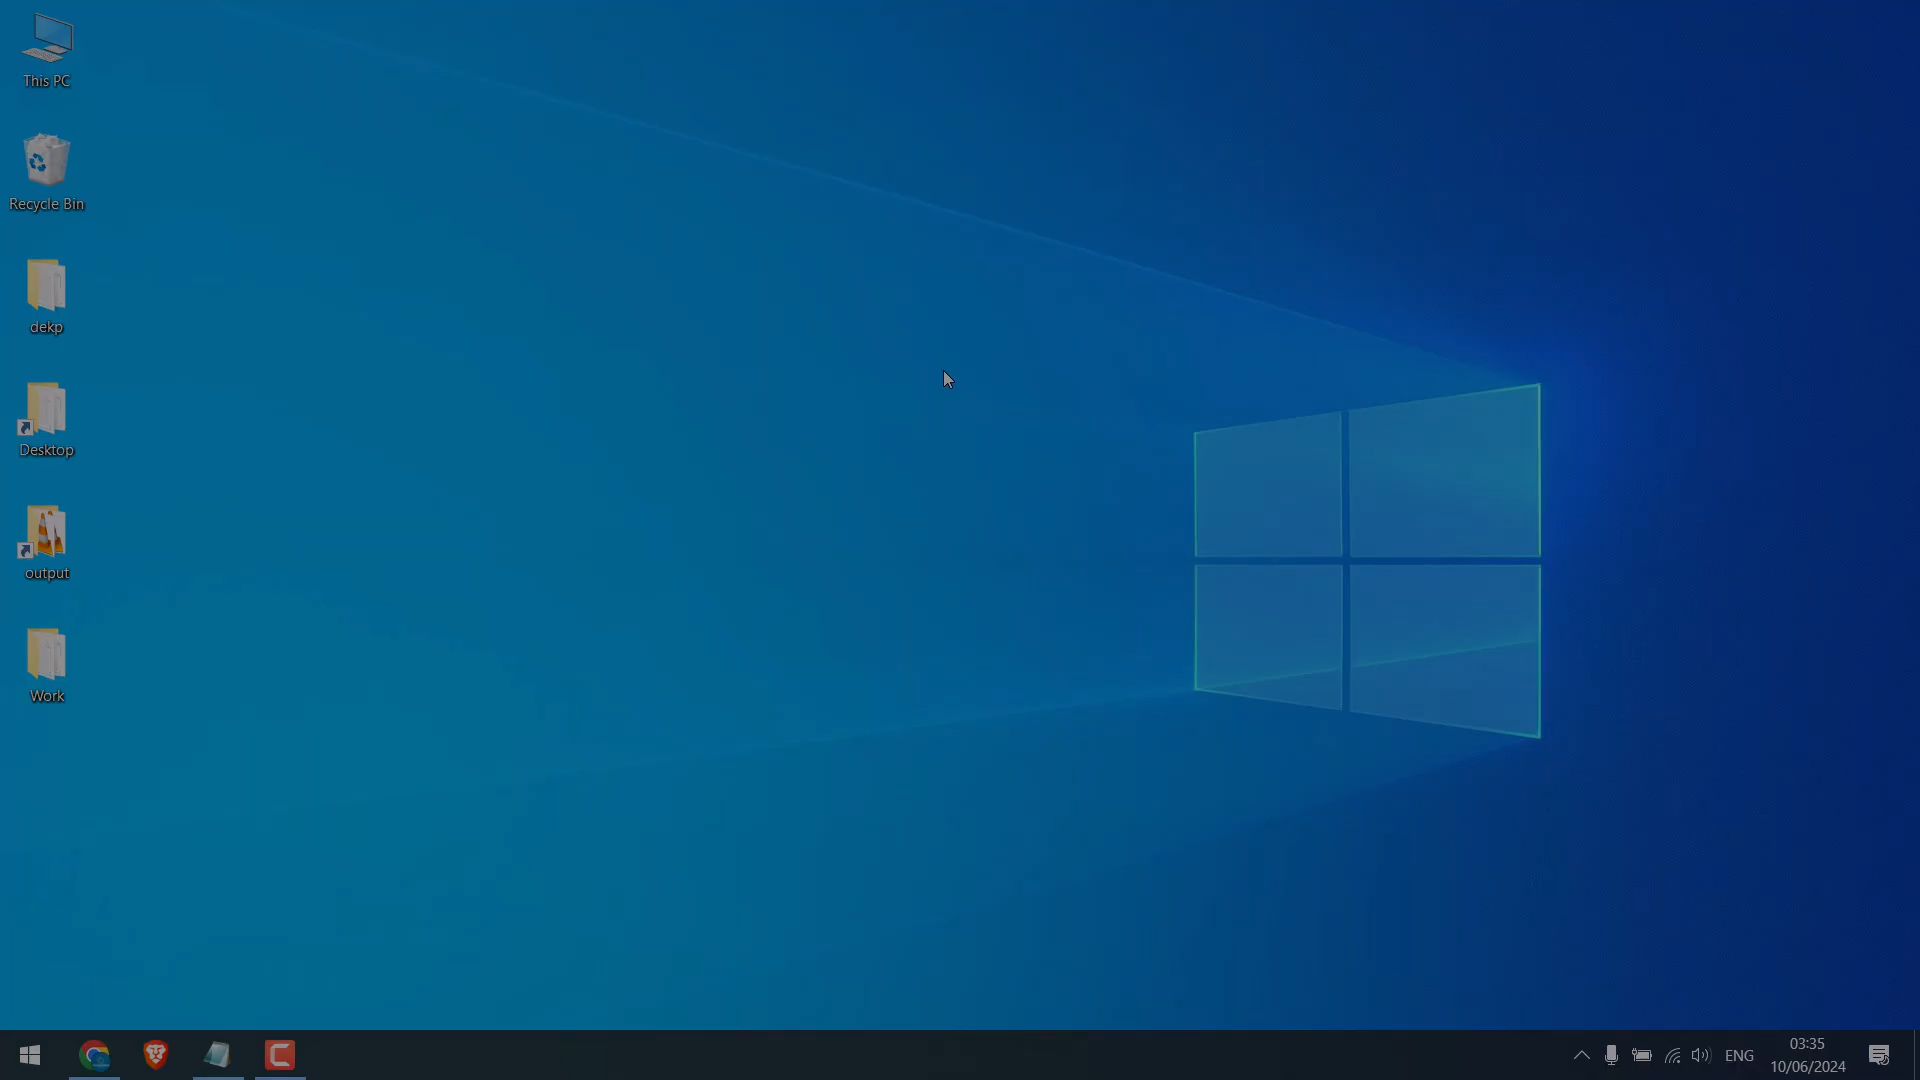 This PC
Recycle Bin
dekp
Desktop
output
Work
ENG
03:35
10/06/2024